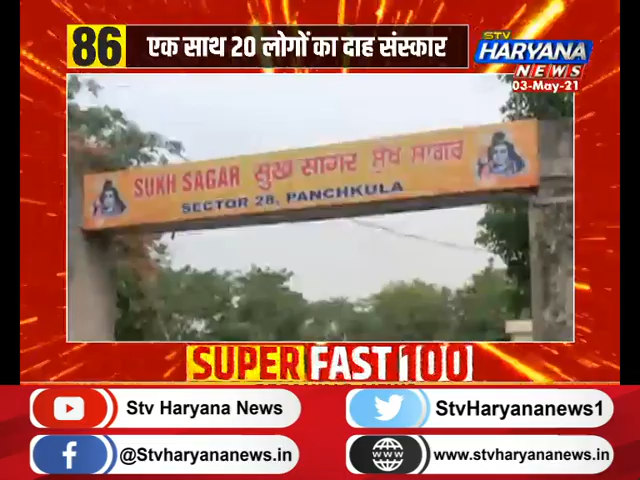 86
एक साथ 20 लोगों का दाह संस्कार
STV
HARYANA
NEWS
03-May-21
SUKH SAGAR सुख सागर ਸੁੱਖ ਸਾਗਰ
SECTOR 28, PANCHKULA
SUPER FAST 100
Stv Haryana News
StvHaryananews1
@Stvharyananews.in
www.stvharyananews.in